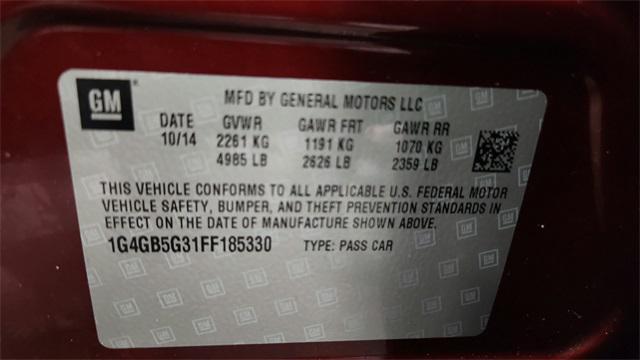 GM
MFD BY GENERAL MOTORS LLC
DATE GVWR GAWR FRT GAWR RR
10/14 2261 KG 1191 KG 1070 KG
4985 LB 2626 LB 2359 LB
THIS VEHICLE CONFORMS TO ALL APPLICABLE U.S. FEDERAL MOTOR
VEHICLE SAFETY, BUMPER, AND THEFT PREVENTION STANDARDS IN
EFFECT ON THE DATE OF MANUFACTURE SHOWN ABOVE.
1G4GB5G31FF185330 TYPE: PASS CAR